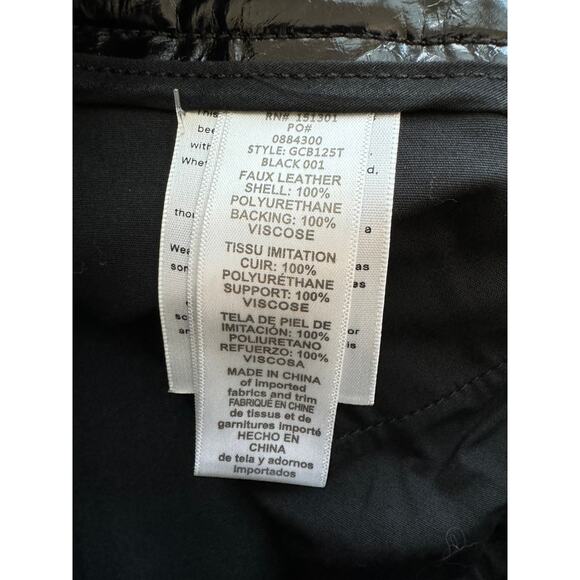 RN# 151301
PO#
0884300
STYLE: GCB125T
BLACK 001
FAUX LEATHER
SHELL: 100%
POLYURETHANE
BACKING: 100%
VISCOSE
TISSU IMITATION
CUIR: 100%
POLYURÉTHANE
SUPPORT: 100%
VISCOSE
TELA DE PIEL DE
IMITACIÓN: 100%
POLIURETANO
REFUERZO: 100%
VISCOSA
MADE IN CHINA
of imported
fabrics and trim
FABRIQUÉ EN CHINE
de tissus et de
garnitures importé
HECHO EN
CHINA
de tela y adornos
importados